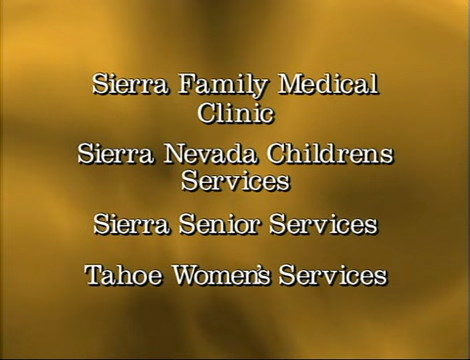 Sierra Family Medical
Clinic
Sierra Nevada Childrens
Services
Sierra Senior Services
Tahoe Women's Services